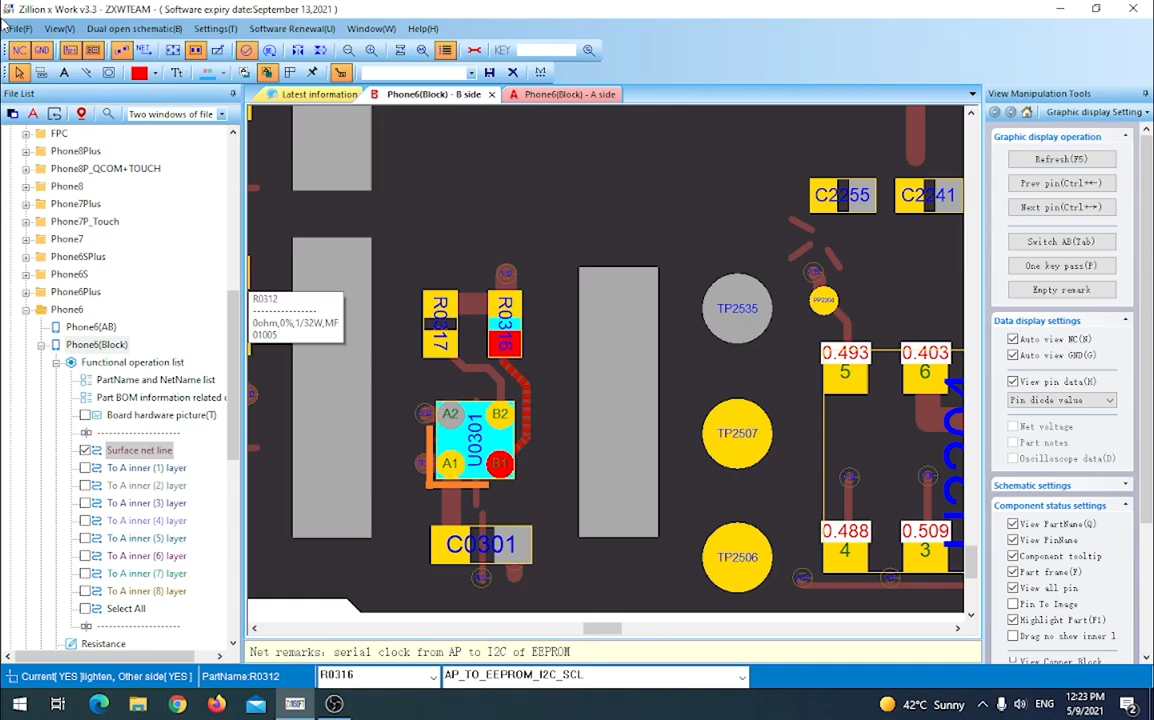 Zillion x Work v3.3 - ZXWTEAM - ( Software expiry date:September 13,2021 )
File(F) View(V) Dual open schematic(B) Settings(T) Software Renewal(U) Window(W) Help(H)
NC GND NET KEY
A Tt
File List
Latest information B Phone6(Block) - B side A Phone6(Block) - A side
View Manipulation Tools
A Two windows of file
Graphic display Setting
FPC
Phone8Plus
Phone8P_QCOM+TOUCH
Phone8
Phone7Plus
Phone7P_Touch
Phone7
Phone6SPlus
Phone6S
Phone6Plus
Phone6
Phone6(AB)
Phone6(Block)
Functional operation list
PartName and NetName list
Part BOM information related c
Board hardware picture(T)
Surface net line
To A inner (1) layer
To A inner (2) layer
To A inner (3) layer
To A inner (4) layer
To A inner (5) layer
To A inner (6) layer
To A inner (7) layer
To A inner (8) layer
Select All
Resistance
R0312
0ohm,0%,1/32W,MF
01005
C2255 C2241
R0317 R0316
TP2535
PP2204
0.493 0.403
5 6
A2 B2
U0301
A1 B1
TP2507
C0301
0.488 0.509
4 3
TP2506
Graphic display operation
Refresh(F5)
Prev pin(Ctrl+←)
Next pin(Ctrl+→)
Switch AB(Tab)
One key pass(P)
Empty remark
Data display settings
Auto view NC(N)
Auto view GND(G)
View pin data(M)
Pin diode value
Net voltage
Part notes
Oscilloscope data(D)
Schematic settings
Component status settings
View PartName(Q)
View PinName
Component tooltip
Part frame(F)
View all pin
Pin To Image
Highlight Part(F1)
Drag no show inner l
View Copper Block
Net remarks: serial clock from AP to I2C of EEPROM
Current[ YES ]lighten, Other side[ YES ] PartName:R0312 R0316 AP_TO_EEPROM_I2C_SCL
42°C Sunny
12:23 PM
5/9/2021
2